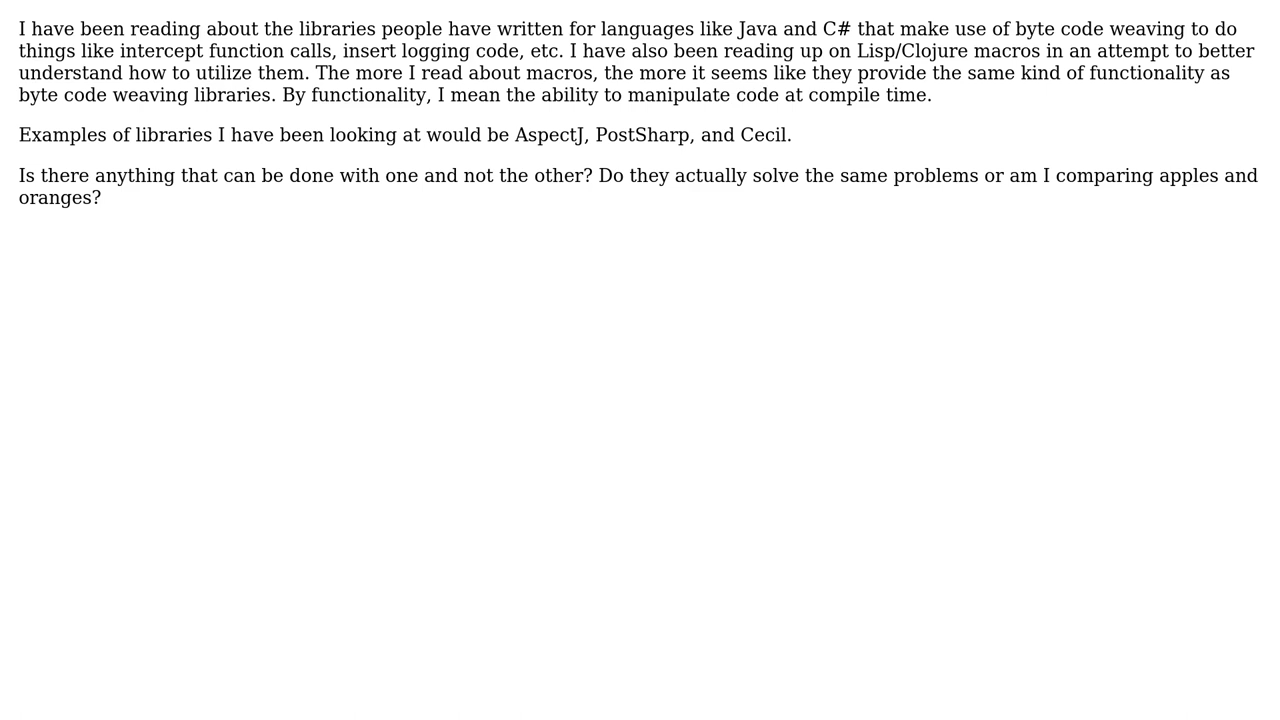 I have been reading about the libraries people have written for languages like Java and C# that make use of byte code weaving to do
things like intercept function calls, insert logging code, etc. I have also been reading up on Lisp/Clojure macros in an attempt to better
understand how to utilize them. The more I read about macros, the more it seems like they provide the same kind of functionality as
byte code weaving libraries. By functionality, I mean the ability to manipulate code at compile time.
Examples of libraries I have been looking at would be AspectJ, PostSharp, and Cecil.
Is there anything that can be done with one and not the other? Do they actually solve the same problems or am I comparing apples and
oranges?